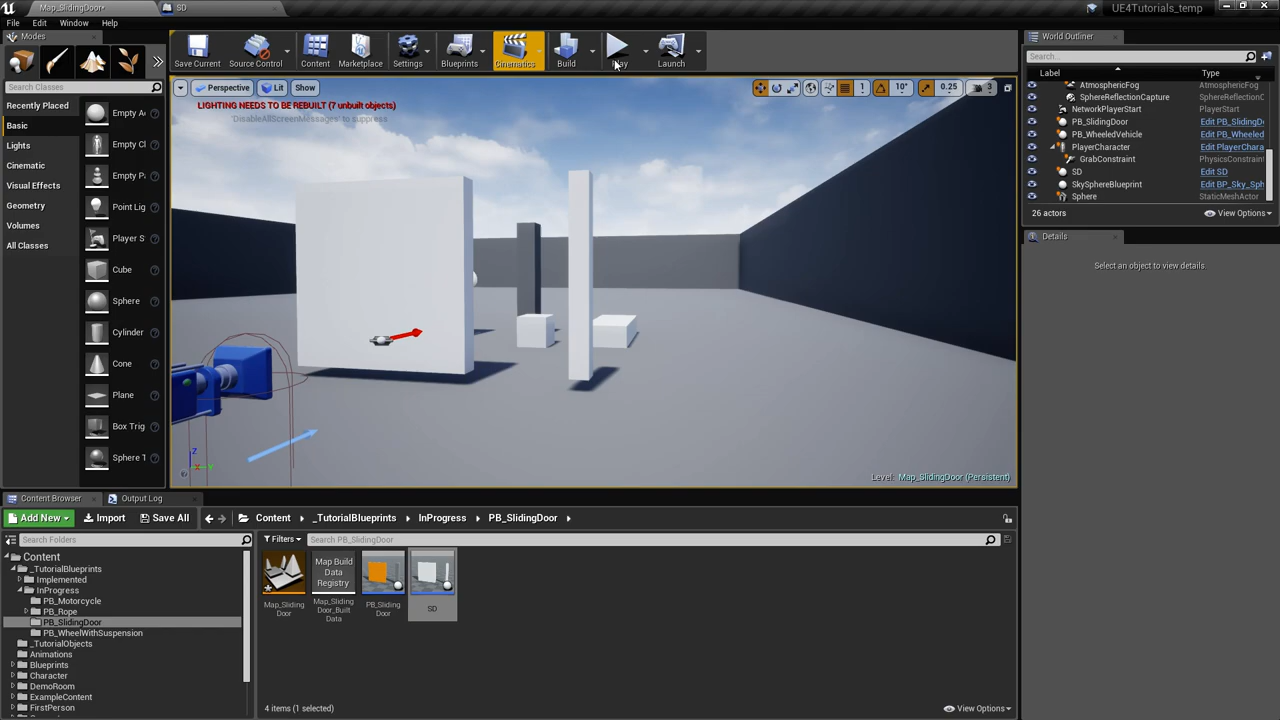 Map_SlidingDoor*
SD
UE4Tutorials_temp
File Edit Window Help
Modes
Search Classes
Recently Placed
Basic
Lights
Cinematic
Visual Effects
Geometry
Volumes
All Classes
Empty A
Empty Cl
Empty P
Point Lig
Player S
Cube
Sphere
Cylinder
Cone
Plane
Box Trig
Sphere T
Save Current
Source Control
Content
Marketplace
Settings
Blueprints
Cinematics
Build
Play
Launch
Perspective
Lit
Show
1
10°
0.25
3
LIGHTING NEEDS TO BE REBUILT (7 unbuilt objects)
'DisableAllScreenMessages' to suppress
Z
Level: Map_SlidingDoor (Persistent)
World Outliner
Search...
Label Type
AtmosphericFog AtmosphericFog
SphereReflectionCapture SphereReflectionC
NetworkPlayerStart PlayerStart
PB_SlidingDoor Edit PB_SlidingD
PB_WheeledVehicle Edit PB_Wheeled
PlayerCharacter Edit PlayerChara
GrabConstraint PhysicsConstrain
SD Edit SD
SkySphereBlueprint Edit BP_Sky_Sph
Sphere StaticMeshActor
26 actors
View Options
Details
Select an object to view details.
Content Browser
Output Log
Add New
Import
Save All
Content
_TutorialBlueprints
InProgress
PB_SlidingDoor
Search Folders
Content
_TutorialBlueprints
Implemented
InProgress
PB_Motorcycle
PB_Rope
PB_SlidingDoor
PB_WheelWithSuspension
_TutorialObjects
Animations
Blueprints
Character
DemoRoom
ExampleContent
FirstPerson
Filters
Search PB_SlidingDoor
Map Build
Data
Registry
Map_Sliding
Door
Map_Sliding
Door_Built
Data
PB_Sliding
Door
SD
4 items (1 selected)
View Options